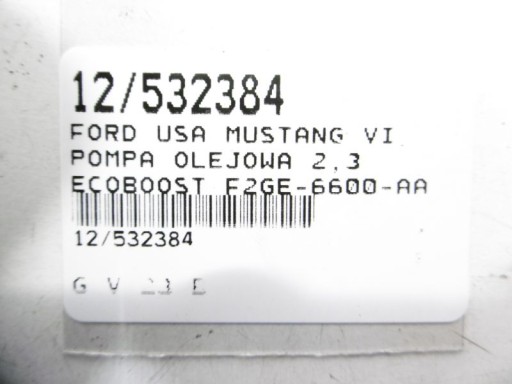 12/532384
FORD USA MUSTANG VI
POMPA OLEJOWA 2,3
ECOBOOST F2GE-6600-AA
12/532384
G V